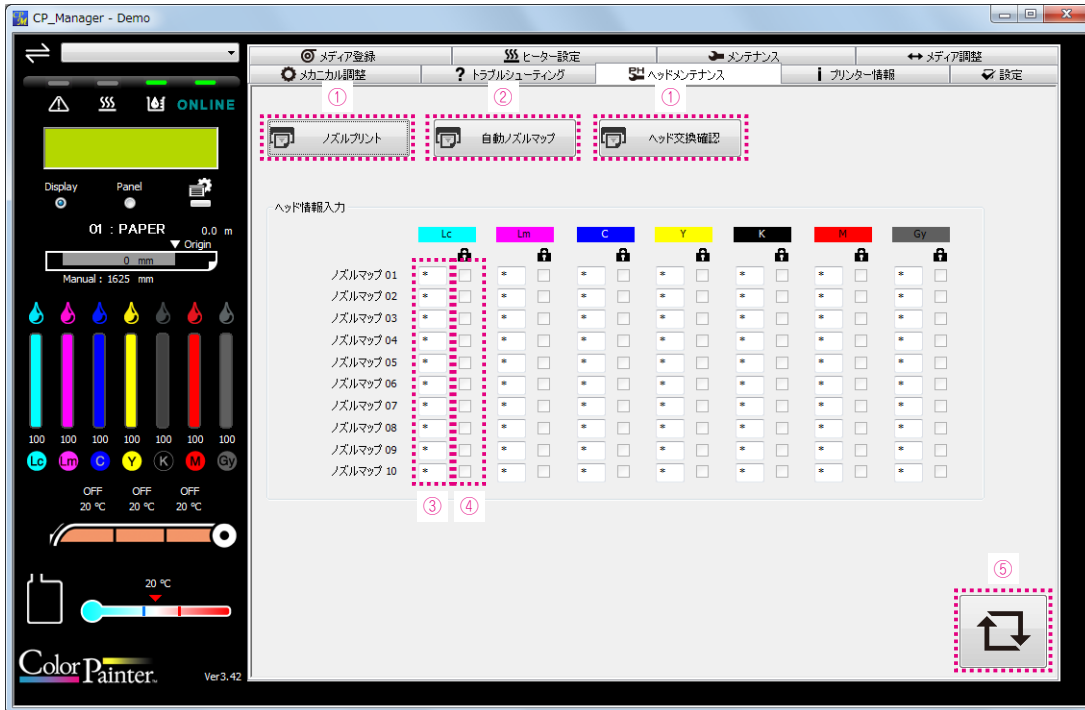 CP_Manager - Demo
メディア登録 ヒーター設定 メンテナンス メディア調整
メカニカル調整 トラブルシューティング PH ヘッドメンテナンス プリンター情報 設定
ONLINE
① ② ①
ノズルプリント 自動ノズルマップ ヘッド交換確認
Display Panel
01 : PAPER 0.0 m
Origin
0 mm
Manual : 1625 mm
ヘッド情報入力
Lc Lm C Y K M Gy
ノズルマップ 01 * * * * * * *
ノズルマップ 02 * * * * * * *
ノズルマップ 03 * * * * * * *
ノズルマップ 04 * * * * * * *
ノズルマップ 05 * * * * * * *
ノズルマップ 06 * * * * * * *
ノズルマップ 07 * * * * * * *
ノズルマップ 08 * * * * * * *
ノズルマップ 09 * * * * * * *
ノズルマップ 10 * * * * * * *
③ ④
100 100 100 100 100 100 100
Lc Lm C Y K M Gy
OFF OFF OFF
20 ℃ 20 ℃ 20 ℃
20 ℃
⑤
Color Painter™ Ver3.42